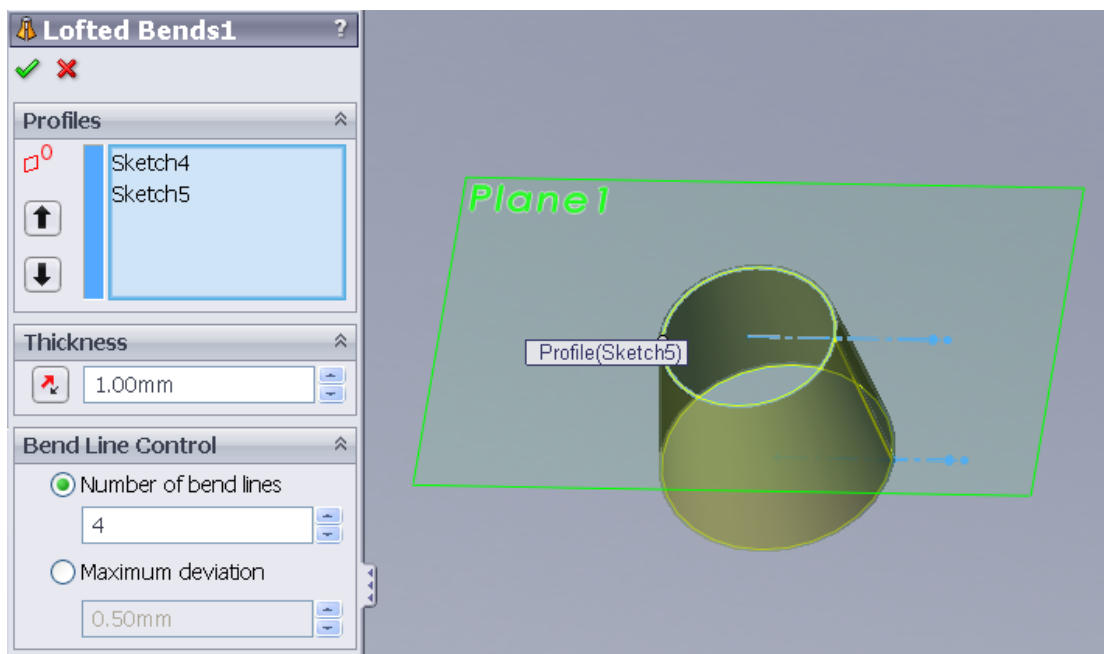 Lofted Bends1 ?
Profiles
0
Sketch4
Sketch5
Thickness
1.00mm
Bend Line Control
Number of bend lines
4
Maximum deviation
0.50mm
Plane1
Profile(Sketch5)